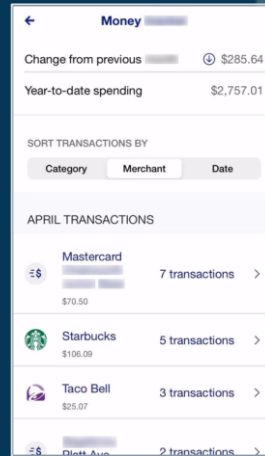 Money
Change from previous $285.64
Year-to-date spending $2,757.01
SORT TRANSACTIONS BY
Category Merchant Date
APRIL TRANSACTIONS
Mastercard
7 transactions
$70.50
Starbucks
5 transactions
$106.09
Taco Bell
3 transactions
$25.07
2 transactions